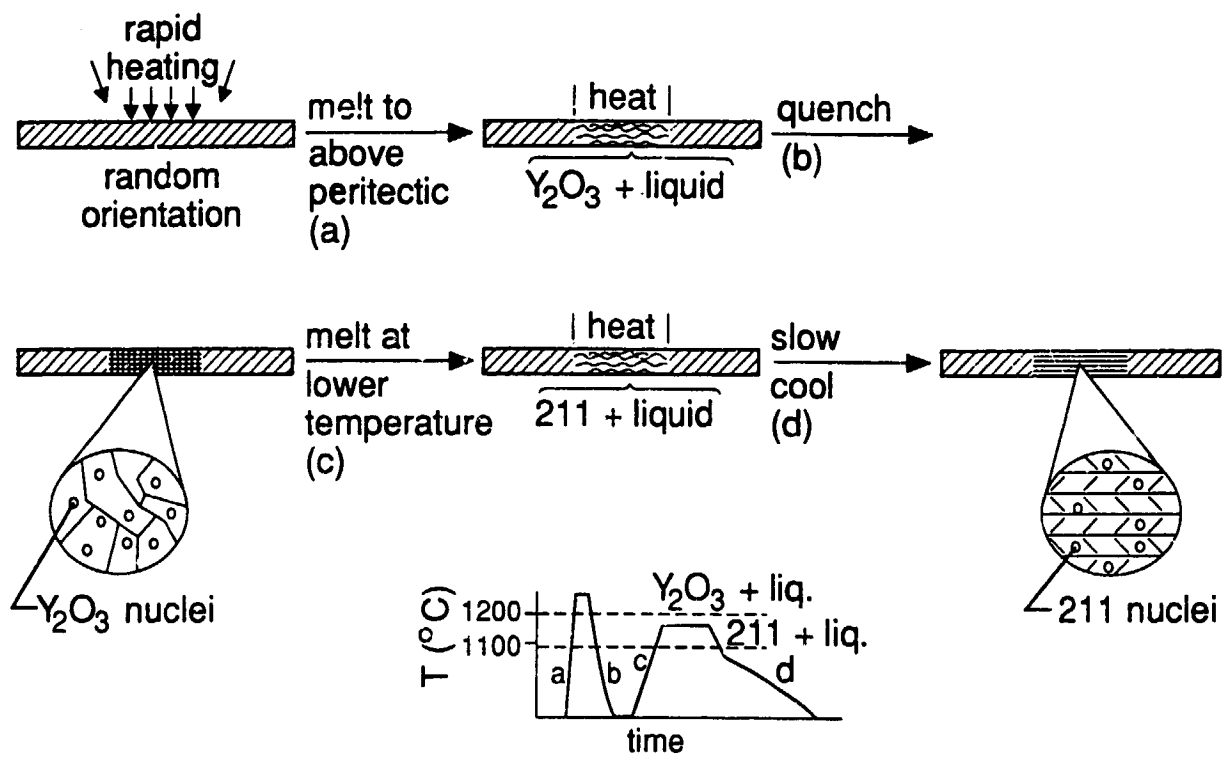 rapid
heating
random
orientation
melt to
above
peritectic
(a)
| heat |
Y₂O₃ + liquid
quench
(b)
Y₂O₃ nuclei
melt at
lower
temperature
(c)
| heat |
211 + liquid
slow
cool
(d)
211 nuclei
T (°C)
1200
1100
Y₂O₃ + liq.
211 + liq.
a
b
c
d
time